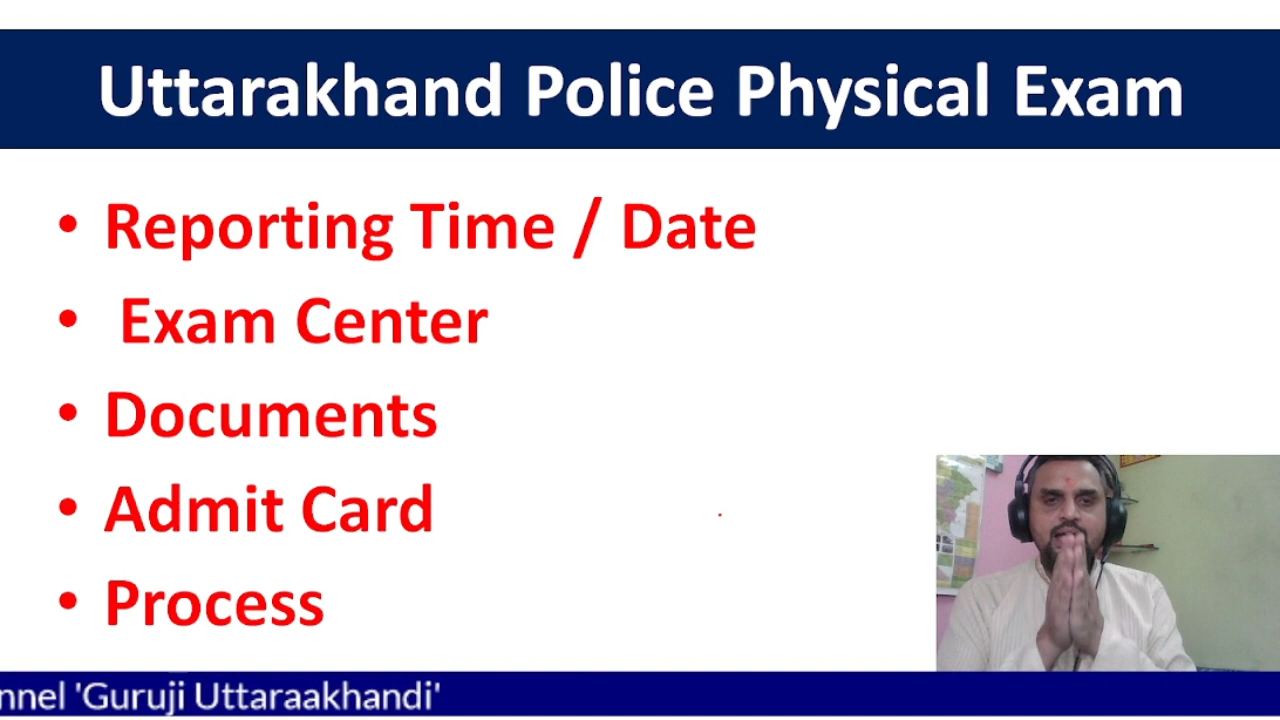 Uttarakhand Police Physical Exam
• Reporting Time / Date
• Exam Center
• Documents
• Admit Card
• Process
nnel 'Guruji Uttaraakhandi'